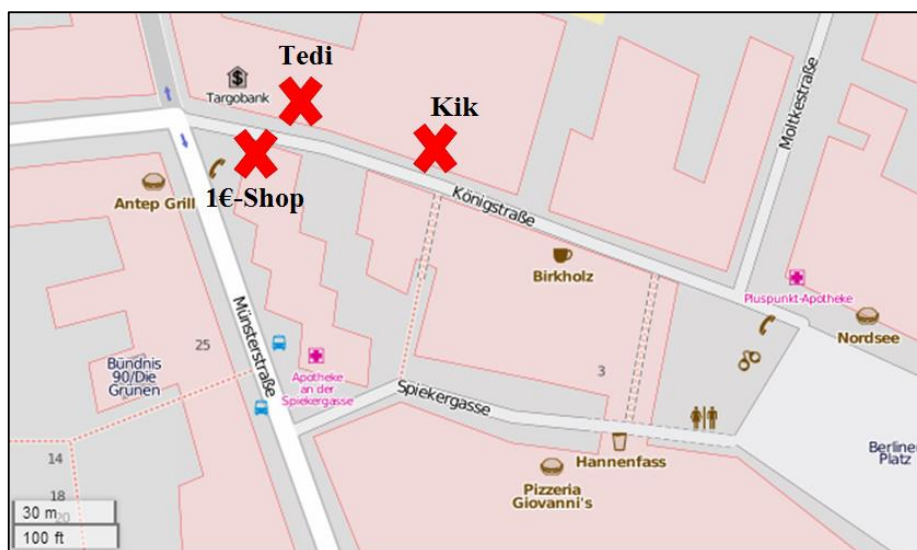 Tedi
$
Targobank
Kik
Moltkestraße
1€-Shop
Antep Grill
Königstraße
Birkholz
Pluspunkt-Apotheke
Nordsee
Münsterstraße
25
Bündnis
90/Die
Grünen
Apotheke
an der
Spiekergasse
3
Spiekergasse
Berliner
Platz
Hannenfass
14
Pizzeria
Giovanni's
18
20
30 m
100 ft